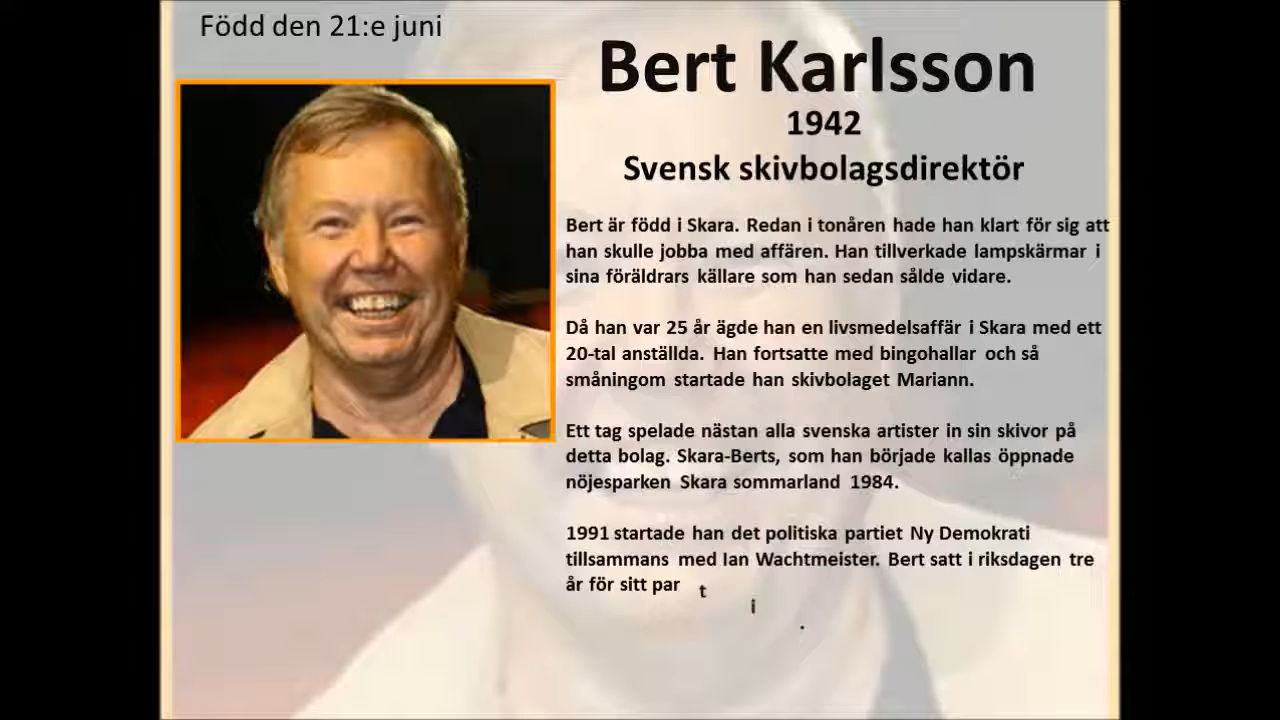 Född den 21:e juni
Bert Karlsson
1942
Svensk skivbolagsdirektör
Bert är född i Skara. Redan i tonåren hade han klart för sig att
han skulle jobba med affären. Han tillverkade lampskärmar i
sina föräldrars källare som han sedan sålde vidare.
Då han var 25 år ägde han en livsmedelsaffär i Skara med ett
20-tal anställda. Han fortsatte med bingohallar och så
småningom startade han skivbolaget Mariann.
Ett tag spelade nästan alla svenska artister in sin skivor på
detta bolag. Skara-Berts, som han började kallas öppnade
nöjesparken Skara sommarland 1984.
1991 startade han det politiska partiet Ny Demokrati
tillsammans med Ian Wachtmeister. Bert satt i riksdagen tre
år för sitt parti.